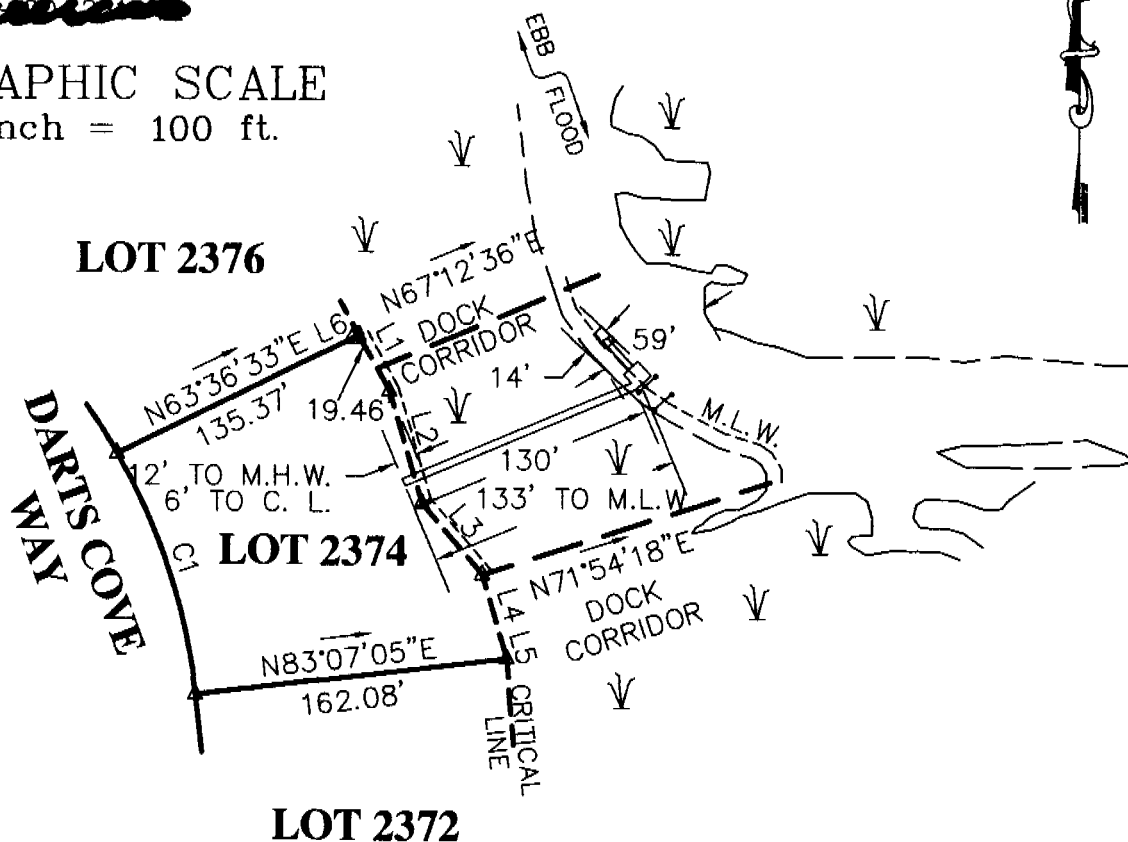 APHIC SCALE
nch = 100 ft.
EBB
FLOOD
LOT 2376
N67°12'36"E
DOCK
CORRIDOR
L6
L1
N63°36'33"E
135.37'
19.46'
L2
14'
59'
M.L.W.
130'
133' TO M.L.W
12' TO M.H.W.
6' TO C. L.
DARTS COVE
WAY
C1
LOT 2374
L3
N71°54'18"E
DOCK
CORRIDOR
L4
L5
N83°07'05"E
162.08'
CRITICAL
LINE
LOT 2372